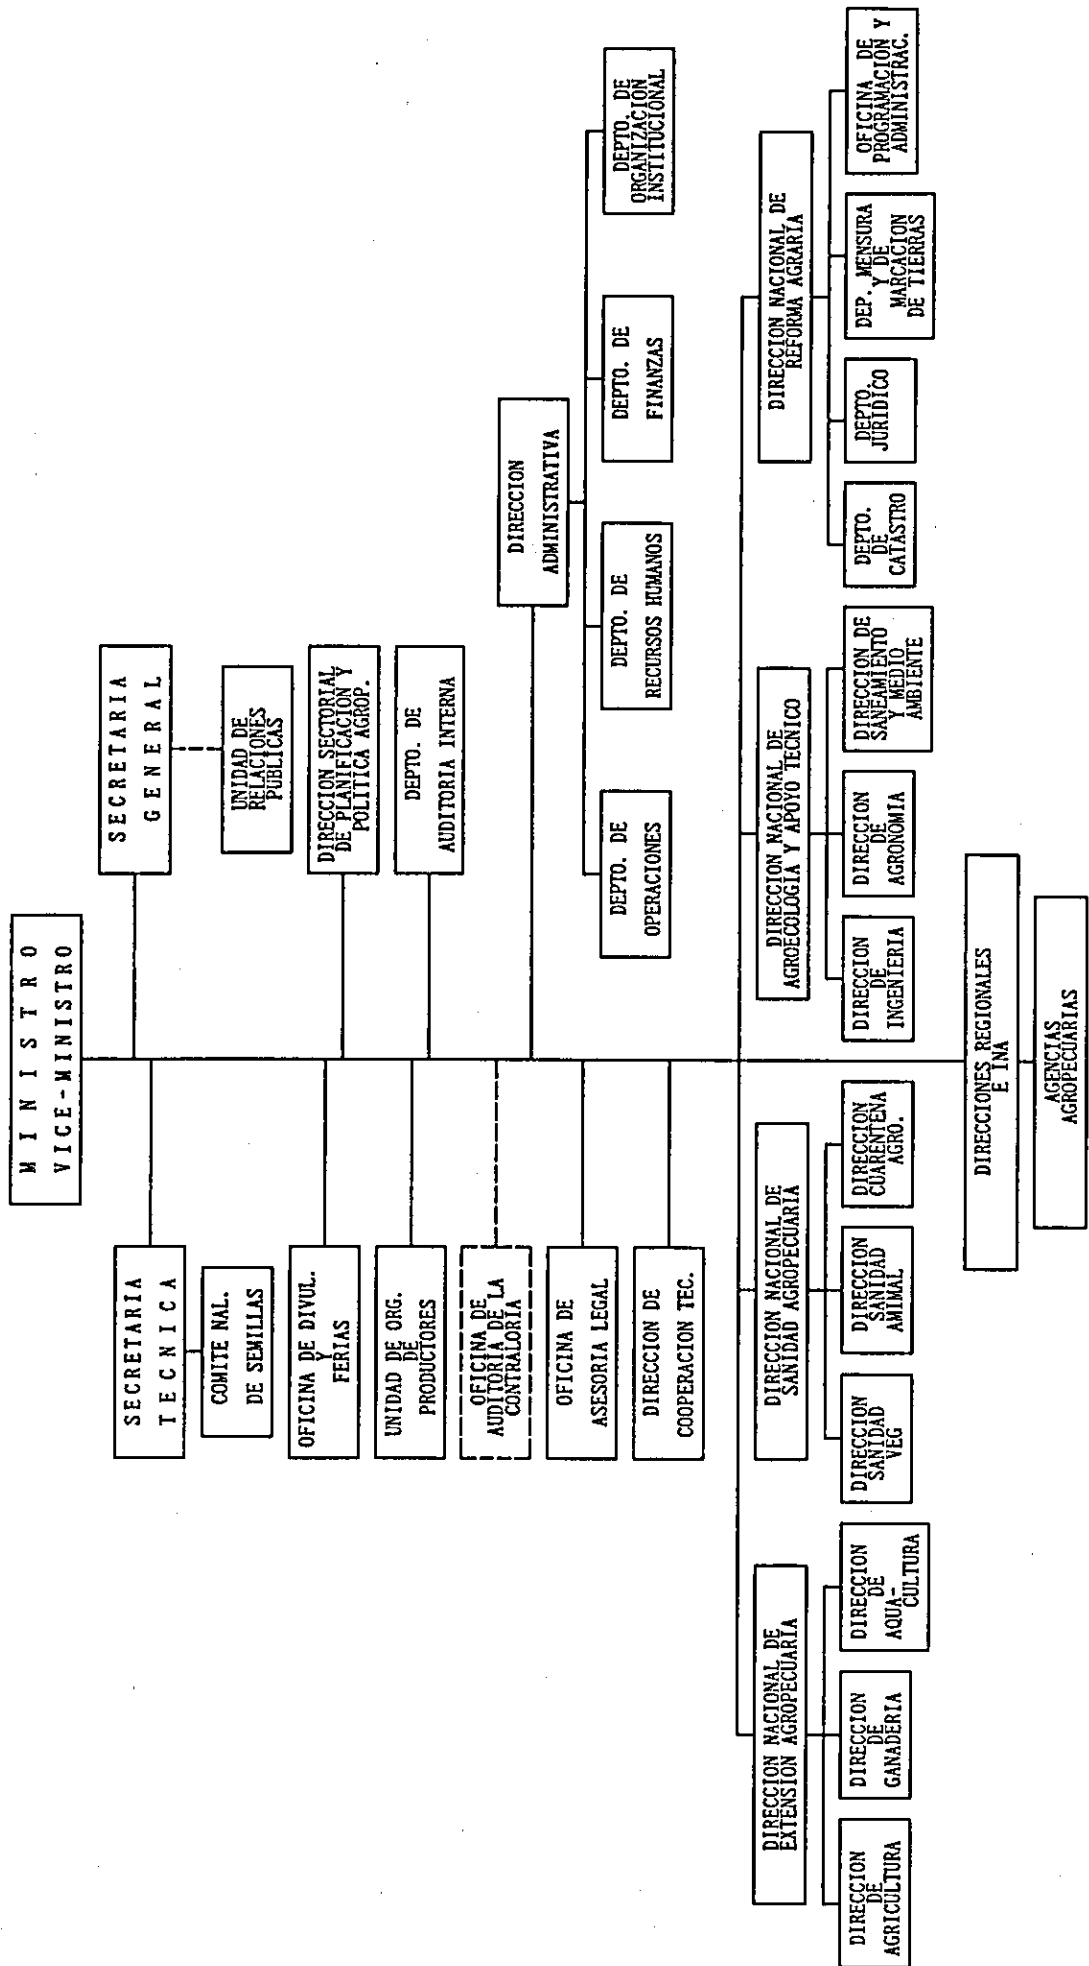 M I N I S T R O
VICE-MINISTRO
SECRETARIA
T E C N I C A
COMITE NAL.
DE SEMILLAS
SECRETARIA
G E N E R A L
UNIDAD DE
RELACIONES
PUBLICAS
OFICINA DE DIVUL.
Y
FERIAS
DIRECCION SECTORIAL
DE PLANIFICACION Y
POLITICA AGROP.
UNIDAD DE ORG.
DE
PRODUCTORES
DEPTO. DE
AUDITORIA INTERNA
OFICINA DE
AUDITORIA DE LA
CONTRALORIA
DIRECCION
ADMINISTRATIVA
OFICINA DE
ASESORIA LEGAL
DIRECCION DE
COOPERACION TEC.
DEPTO. DE
OPERACIONES
DEPTO. DE
RECURSOS HUMANOS
DEPTO. DE
FINANZAS
DEPTO. DE
ORGANIZACION
INSTITUCIONAL
DIRECCION NACIONAL DE
EXTENSION AGROPECUARIA
DIRECCION NACIONAL DE
SANIDAD AGROPECUARIA
DIRECCION NACIONAL DE
AGROECOLOGIA Y APOYO TECNICO
DIRECCION NACIONAL DE
REFORMA AGRARIA
DIRECCION
DE
AGRICULTURA
DIRECCION
DE
GANADERIA
DIRECCION
DE
AQUA-
CULTURA
DIRECCION
SANIDAD
VEG
DIRECCION
SANIDAD
AMIMAL
DIRECCION
CUARENTENA
AGRO.
DIRECCION
DE
INGENIERIA
DIRECCION
DE
AGRONOMIA
DIRECCION DE
SANEAMIENTO
Y MEDIO
AMBIENTE
DEPTO.
DE
CATASTRO
DEPTO.
JURIDICO
DEP. MENSURA
Y DE
MARCACION
DE TIERRAS
OFICINA DE
PROGRAMACION Y
ADMINISTRAC.
DIRECCIONES REGIONALES
E INA
AGENCIAS
AGROPECUARIAS